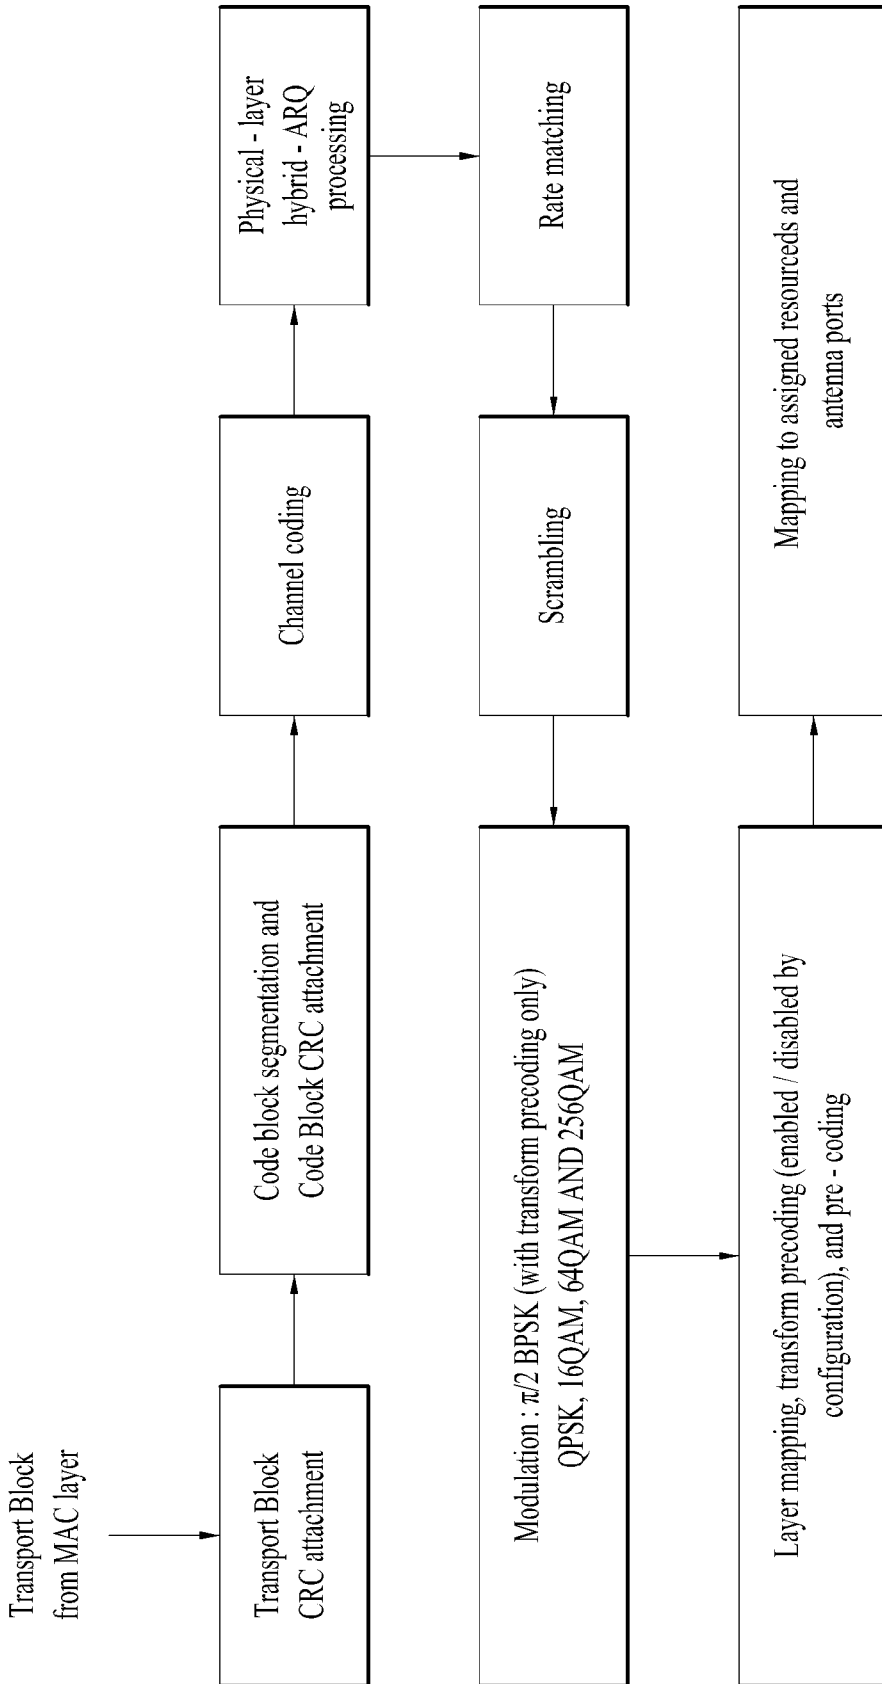 Transport Block
from MAC layer
Transport Block
CRC attachment
Code block segmentation and
Code Block CRC attachment
Channel coding
Physical - layer
hybrid - ARQ
processing
Rate matching
Scrambling
Modulation : π/2 BPSK (with transform precoding only)
QPSK, 16QAM, 64QAM AND 256QAM
Layer mapping, transform precoding (enabled / disabled by
configuration), and pre - coding
Mapping to assigned resourceds and
antenna ports